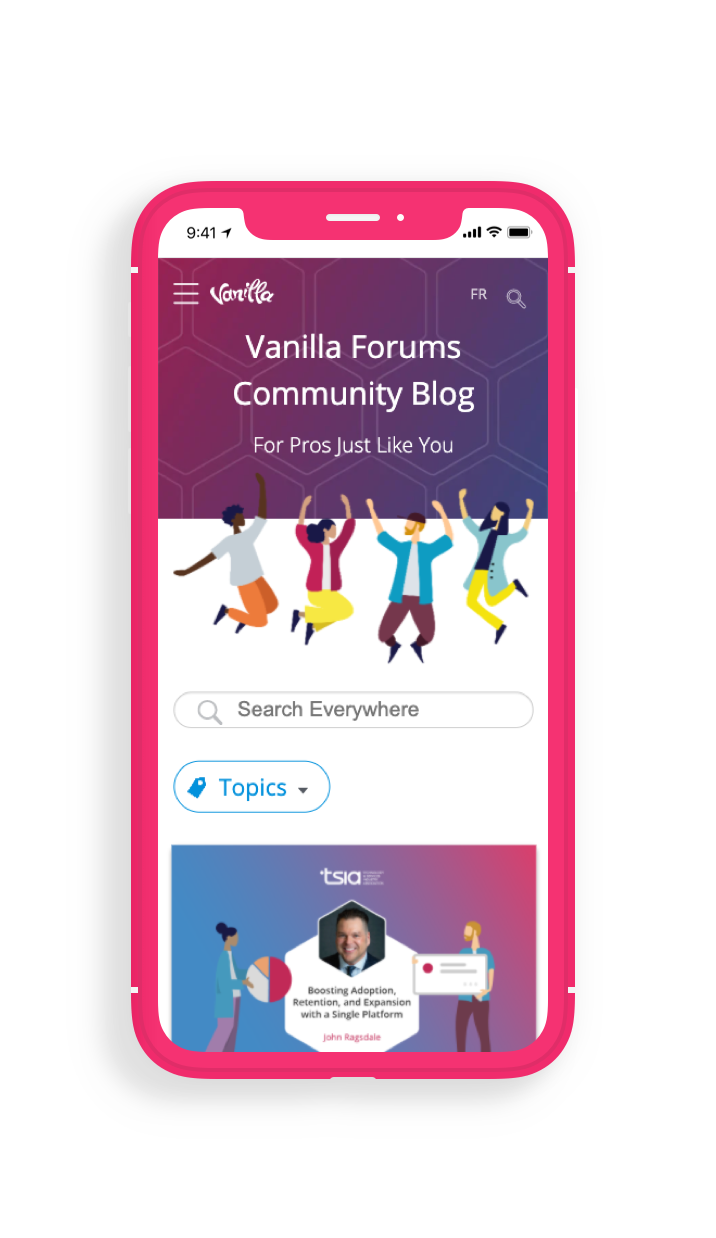 9:41
Vanilla
FR
Vanilla Forums
Community Blog
For Pros Just Like You
Search Everywhere
Topics
tsia
Boosting Adoption,
Retention, and Expansion
with a Single Platform
John Ragsdale